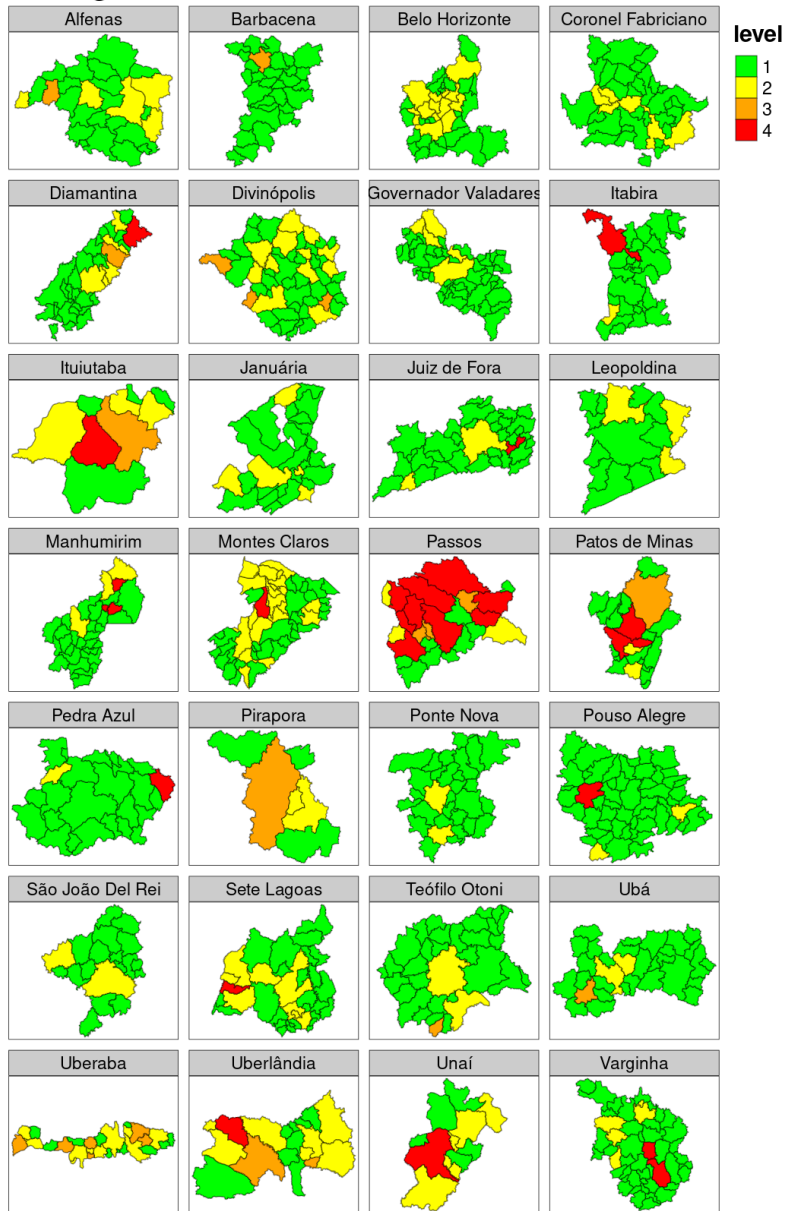 Alfenas Barbacena Belo Horizonte Coronel Fabriciano level
1
2
3
4
Diamantina Divinópolis Governador Valadares Itabira
Ituiutaba Januária Juiz de Fora Leopoldina
Manhumirim Montes Claros Passos Patos de Minas
Pedra Azul Pirapora Ponte Nova Pouso Alegre
São João Del Rei Sete Lagoas Teófilo Otoni Ubá
Uberaba Uberlândia Unaí Varginha